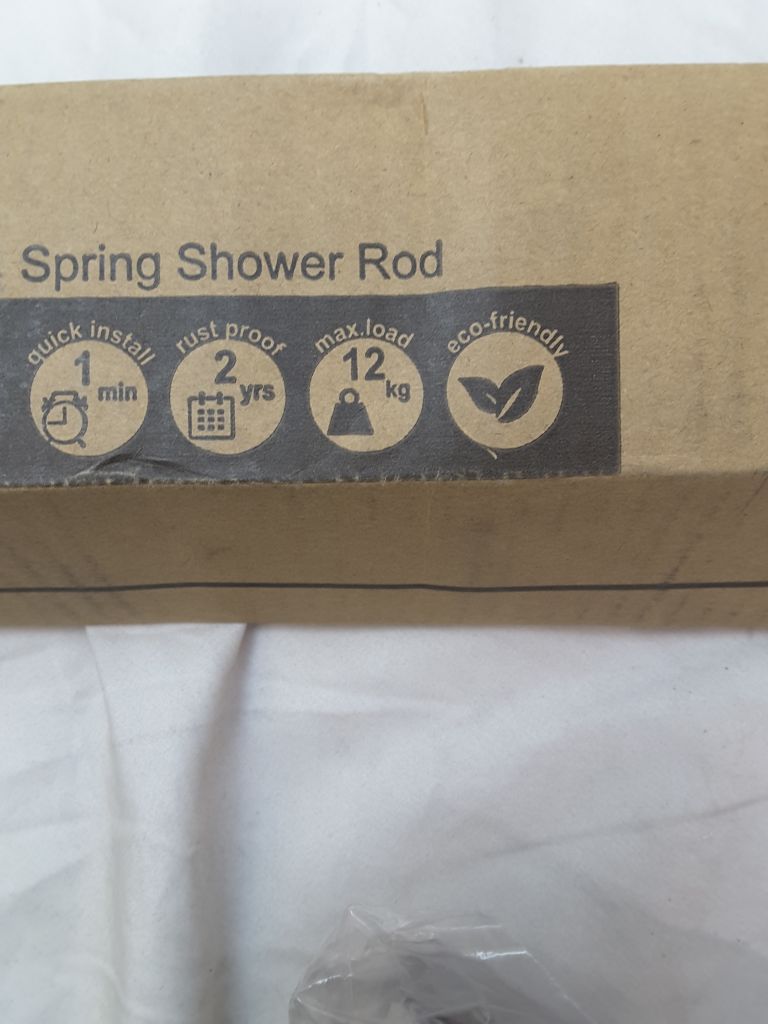 Spring Shower Rod
quick install
1 min
rust proof
2 yrs
max.load
12 kg
eco-friendly